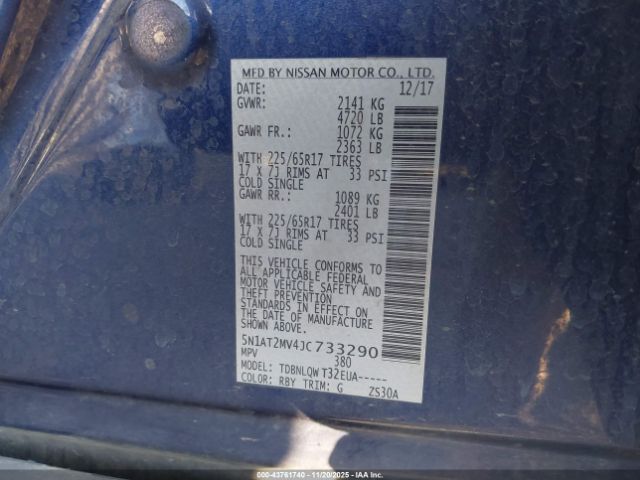 MFD BY NISSAN MOTOR CO., LTD.
DATE: 12/17
GVWR: 2141 KG
4720 LB
GAWR FR.: 1072 KG
2363 LB
WITH 225/65R17 TIRES
17 X 7J RIMS AT 33 PSI
COLD SINGLE
GAWR RR.: 1089 KG
2401 LB
WITH 225/65R17 TIRES
17 X 7J RIMS AT 33 PSI
COLD SINGLE
THIS VEHICLE CONFORMS TO
ALL APPLICABLE FEDERAL
MOTOR VEHICLE SAFETY AND
THEFT PREVENTION
STANDARDS IN EFFECT ON
THE DATE OF MANUFACTURE
SHOWN ABOVE.
5N1AT2MV4JC733290
MPV 380
MODEL: TDBNLQWT32EUA-----
COLOR: RBY TRIM: G ZS30A
000-43761740 - 11/20/2025 - IAAI.COM